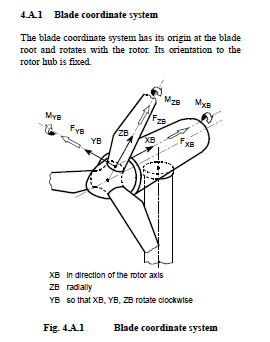 4.A.1 Blade coordinate system
The blade coordinate system has its origin at the blade
root and rotates with the rotor. Its orientation to the
rotor hub is fixed.
MZB
MXB
MYB
FZB
FYB
ZB
YB
XB
FXB
XB in direction of the rotor axis
ZB radially
YB so that XB, YB, ZB rotate clockwise
Fig. 4.A.1 Blade coordinate system